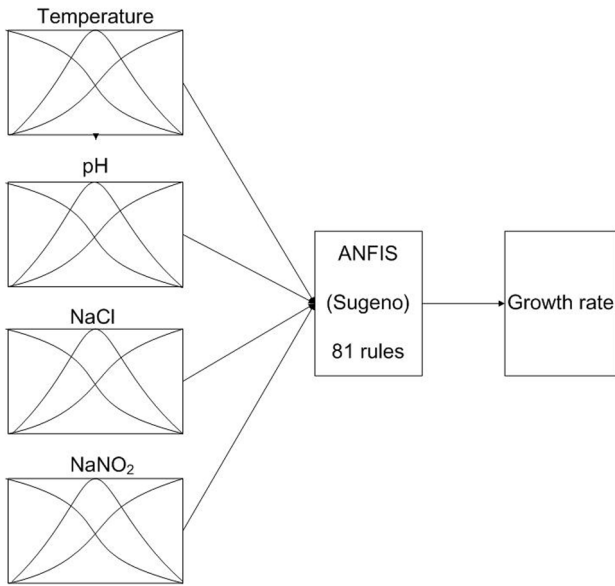 Temperature
pH
NaCl
NaNO₂
ANFIS
(Sugeno)
81 rules
Growth rate